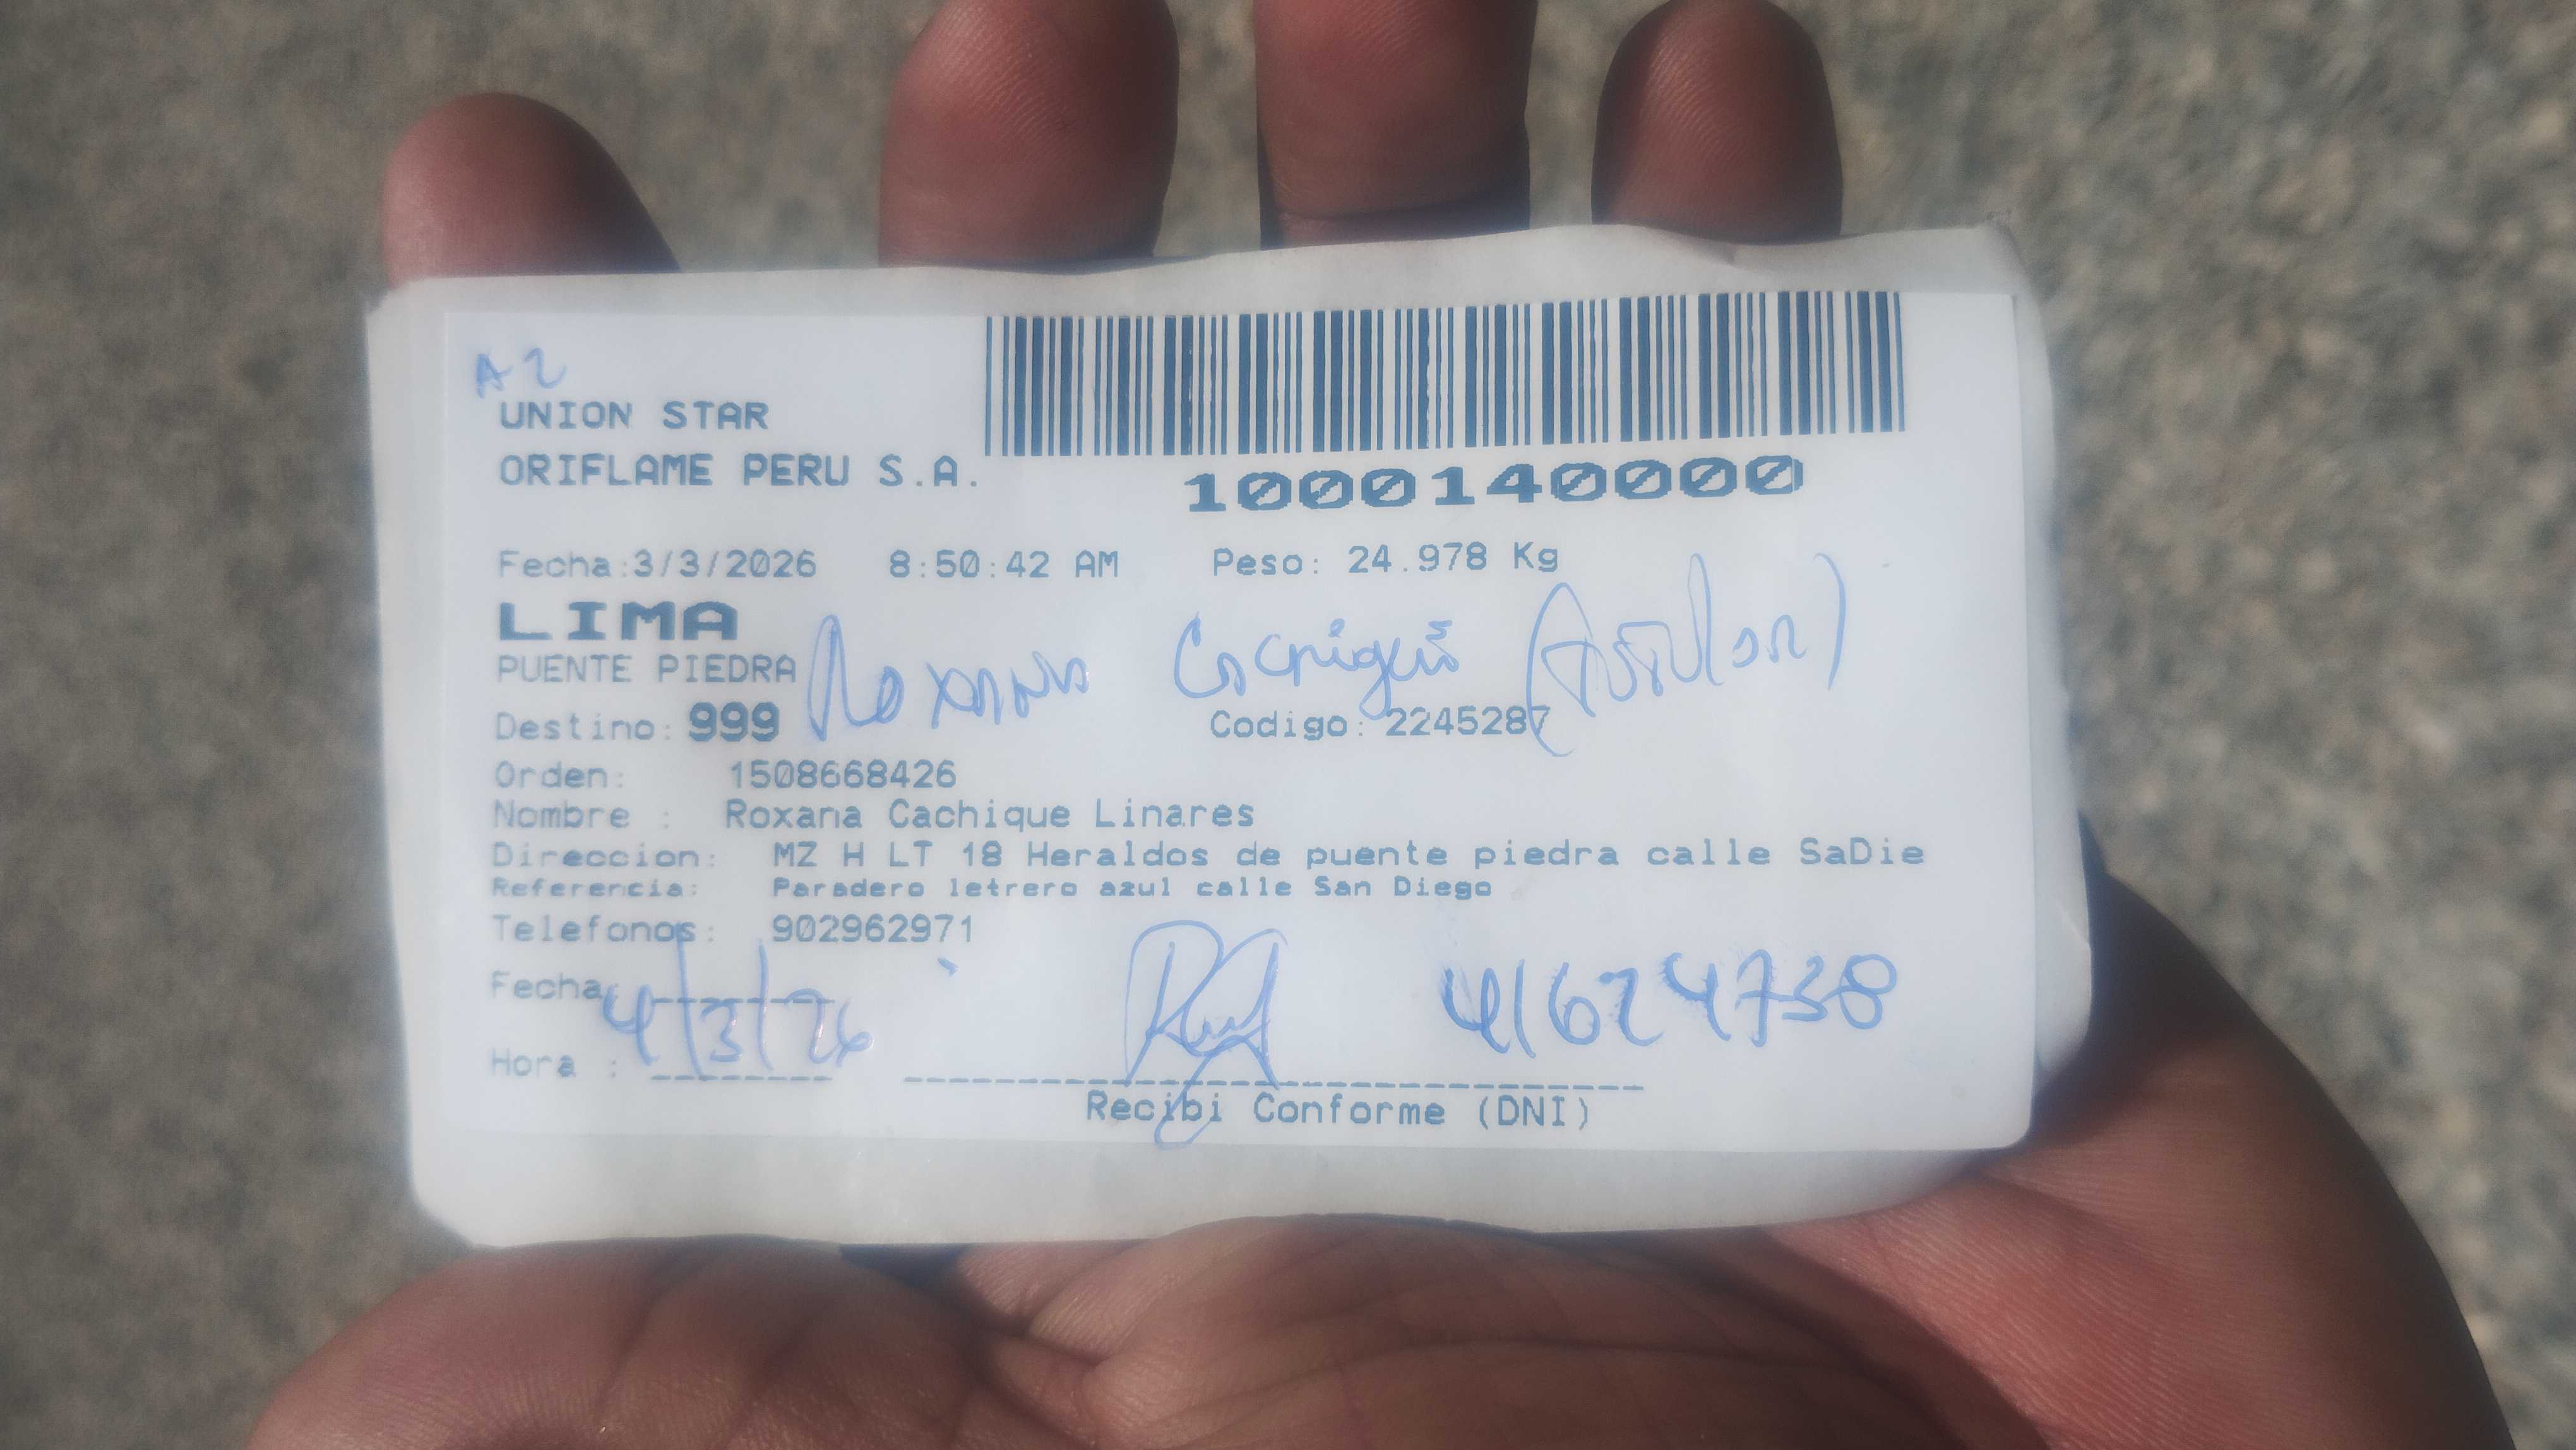 A2
UNION STAR
ORIFLAME PERU S.A.
1000140000
Fecha:3/3/2026 8:50:42 AM Peso: 24.978 Kg
LIMA
PUENTE PIEDRA Roxana Cachique (Titular)
Destino: 999 Codigo: 2245287
Orden: 1508668426
Nombre : Roxana Cachique Linares
Direccion: MZ H LT 18 Heraldos de puente piedra calle SaDie
Referencia: Paradero letrero azul calle San Diego
Telefonos: 902962971
Fecha: 4/3/26
41624738
Hora :
Recibi Conforme (DNI)